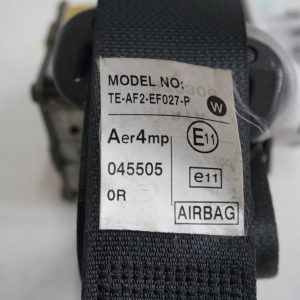 MODEL NO:
TE-AF2-EF027-P W
Aer4mp E11
045505 e11
0R AIRBAG